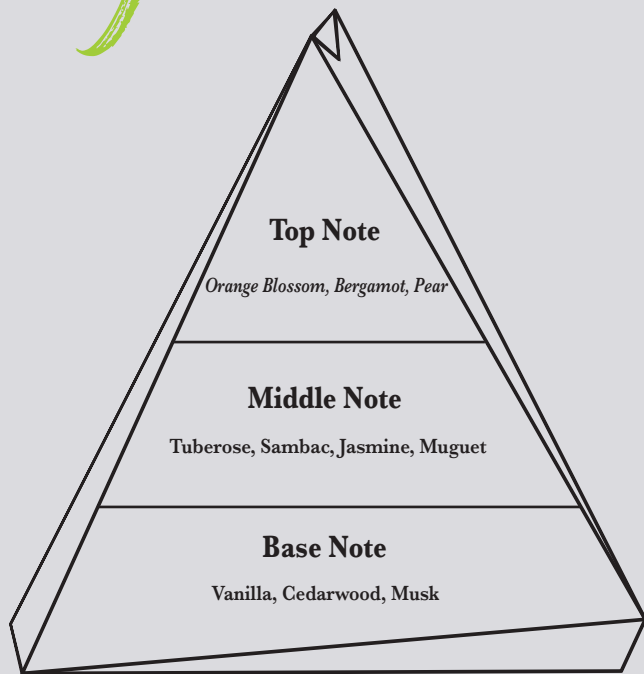 Top Note
Orange Blossom, Bergamot, Pear
Middle Note
Tuberose, Sambac, Jasmine, Muguet
Base Note
Vanilla, Cedarwood, Musk